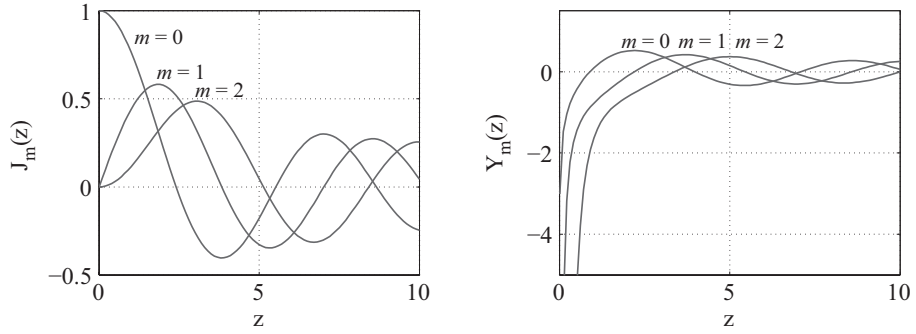 1
0.5
0
−0.5
0
5
10
z
J_m(z)
m = 0
m = 1
m = 2
0
−2
−4
0
5
10
z
Y_m(z)
m = 0
m = 1
m = 2